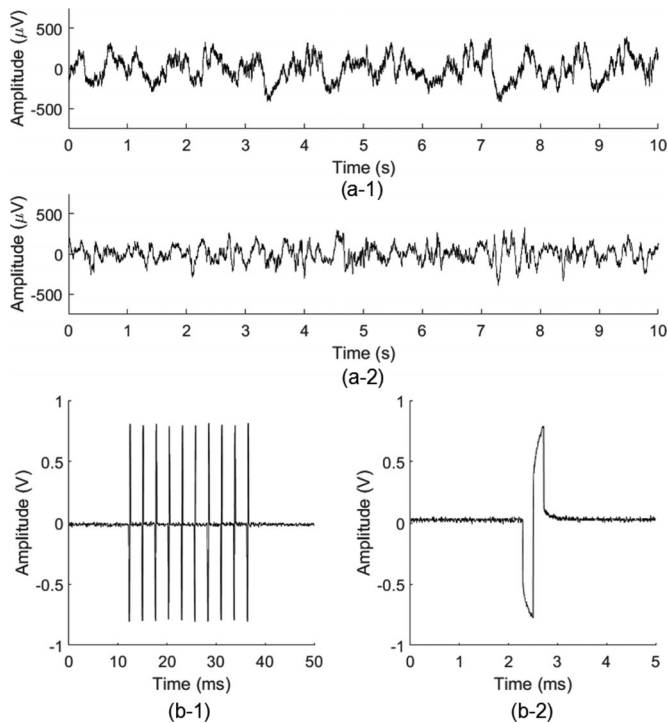 Amplitude (µV)
500
0
-500
0 1 2 3 4 5 6 7 8 9 10
Time (s)
(a-1)
Amplitude (µV)
500
0
-500
0 1 2 3 4 5 6 7 8 9 10
Time (s)
(a-2)
Amplitude (V)
1
0.5
0
-0.5
-1
0 10 20 30 40 50
Time (ms)
(b-1)
Amplitude (V)
1
0.5
0
-0.5
-1
0 1 2 3 4 5
Time (ms)
(b-2)